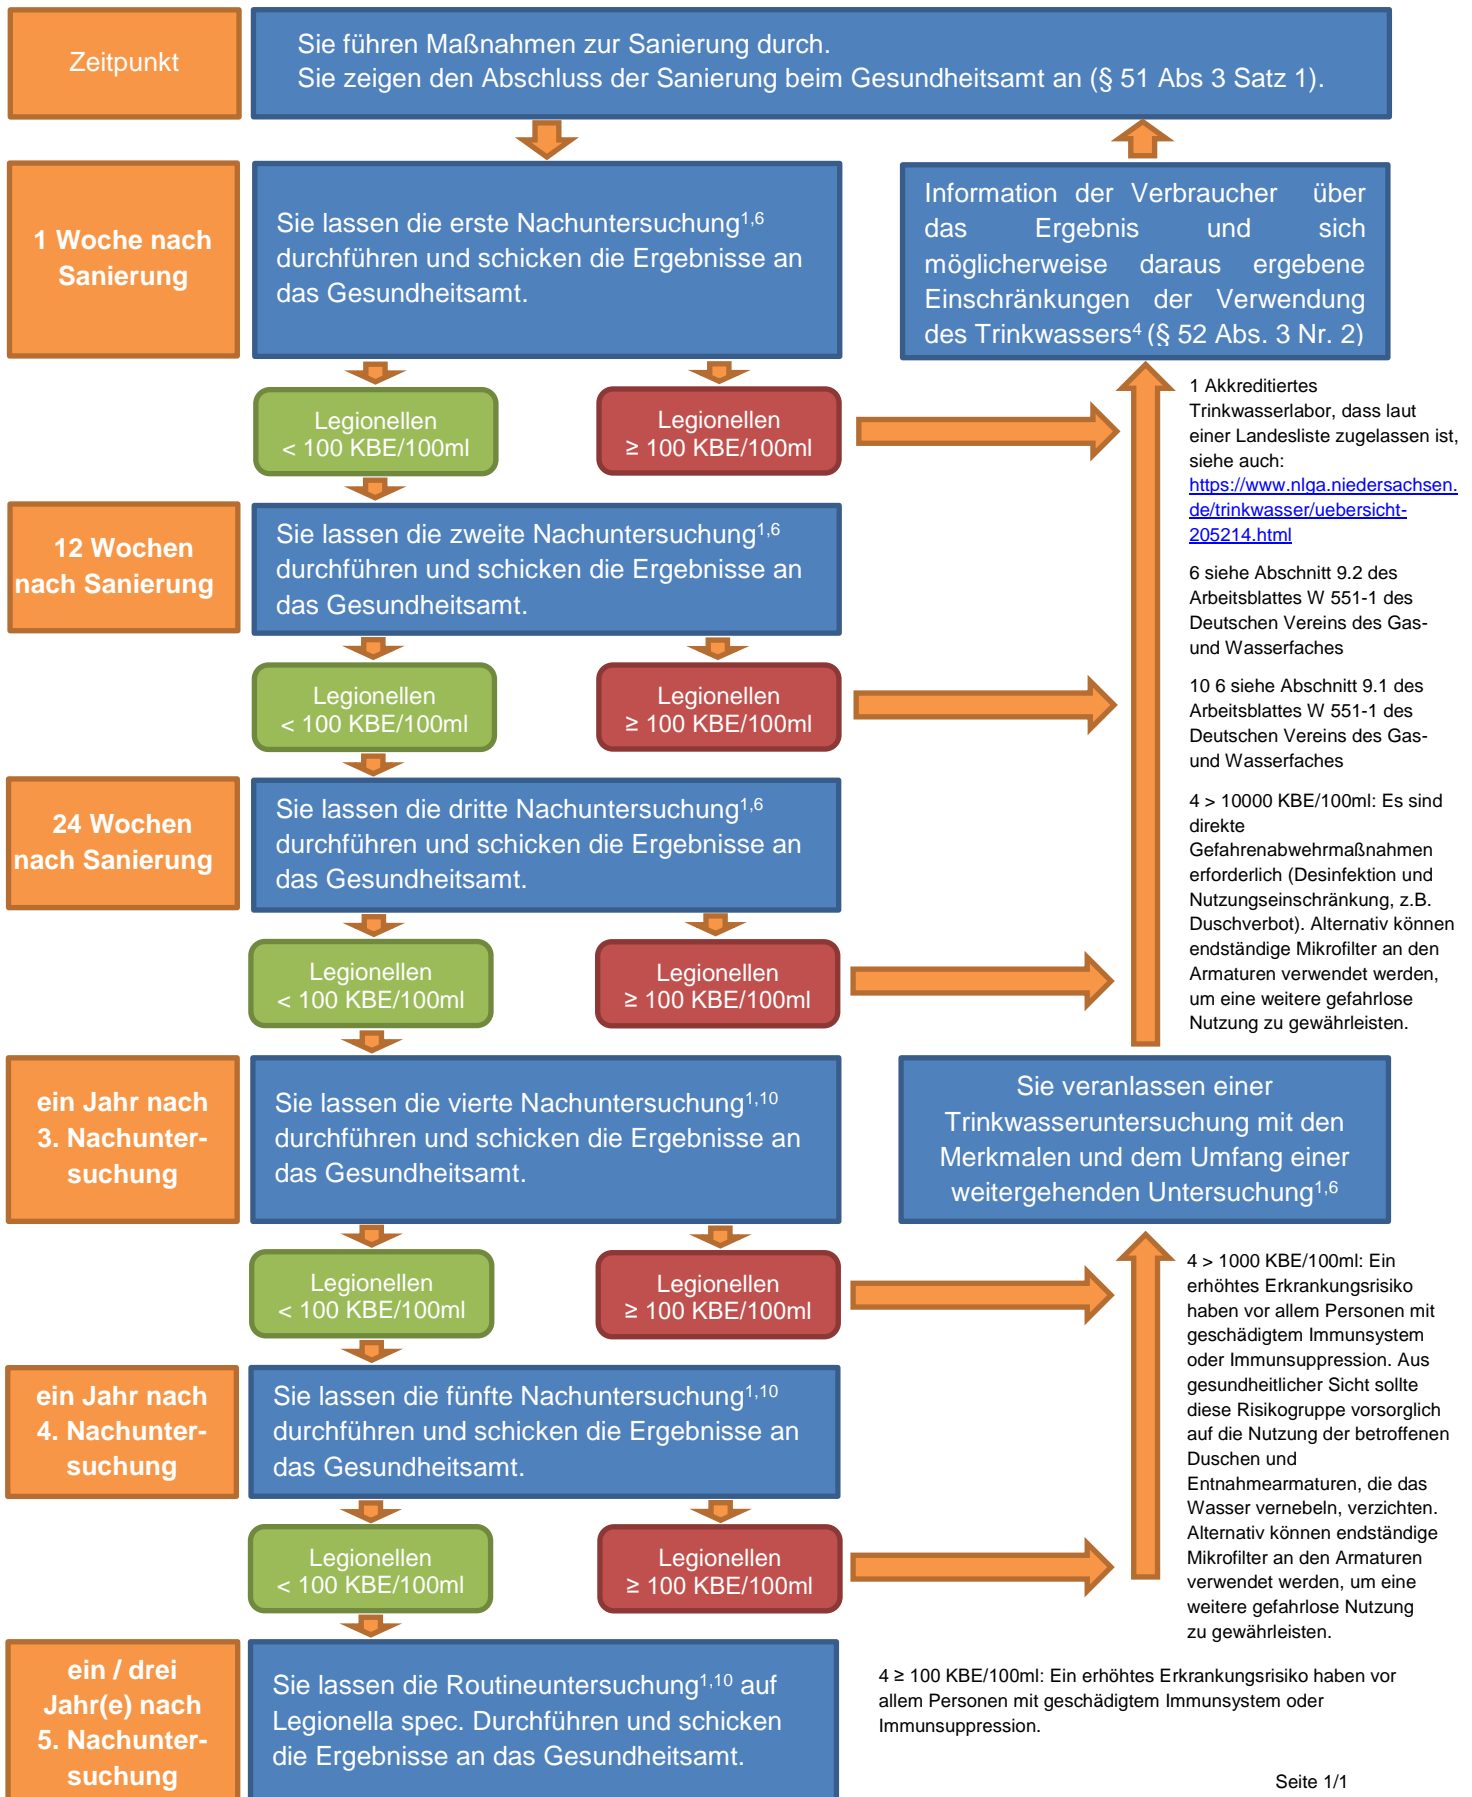 Zeitpunkt
Sie führen Maßnahmen zur Sanierung durch.
Sie zeigen den Abschluss der Sanierung beim Gesundheitsamt an (§ 51 Abs 3 Satz 1).
1 Woche nach
Sanierung
Sie lassen die erste Nachuntersuchung1,6
durchführen und schicken die Ergebnisse an
das Gesundheitsamt.
Information der Verbraucher über
das Ergebnis und sich
möglicherweise daraus ergebene
Einschränkungen der Verwendung
des Trinkwassers4 (§ 52 Abs. 3 Nr. 2)
Legionellen
< 100 KBE/100ml
Legionellen
≥ 100 KBE/100ml
1 Akkreditiertes
Trinkwasserlabor, dass laut
einer Landesliste zugelassen ist,
siehe auch:
https://www.nlga.niedersachsen.
de/trinkwasser/uebersicht-
205214.html
12 Wochen
nach Sanierung
Sie lassen die zweite Nachuntersuchung1,6
durchführen und schicken die Ergebnisse an
das Gesundheitsamt.
6 siehe Abschnitt 9.2 des
Arbeitsblattes W 551-1 des
Deutschen Vereins des Gas-
und Wasserfaches
Legionellen
< 100 KBE/100ml
Legionellen
≥ 100 KBE/100ml
10 6 siehe Abschnitt 9.1 des
Arbeitsblattes W 551-1 des
Deutschen Vereins des Gas-
und Wasserfaches
24 Wochen
nach Sanierung
Sie lassen die dritte Nachuntersuchung1,6
durchführen und schicken die Ergebnisse an
das Gesundheitsamt.
4 > 10000 KBE/100ml: Es sind
direkte
Gefahrenabwehrmaßnahmen
erforderlich (Desinfektion und
Nutzungseinschränkung, z.B.
Duschverbot). Alternativ können
endständige Mikrofilter an den
Armaturen verwendet werden,
um eine weitere gefahrlose
Nutzung zu gewährleisten.
Legionellen
< 100 KBE/100ml
Legionellen
≥ 100 KBE/100ml
ein Jahr nach
3. Nachunter-
suchung
Sie lassen die vierte Nachuntersuchung1,10
durchführen und schicken die Ergebnisse an
das Gesundheitsamt.
Sie veranlassen einer
Trinkwasseruntersuchung mit den
Merkmalen und dem Umfang einer
weitergehenden Untersuchung1,6
Legionellen
< 100 KBE/100ml
Legionellen
≥ 100 KBE/100ml
4 > 1000 KBE/100ml: Ein
erhöhtes Erkrankungsrisiko
haben vor allem Personen mit
geschädigtem Immunsystem
oder Immunsuppression. Aus
gesundheitlicher Sicht sollte
diese Risikogruppe vorsorglich
auf die Nutzung der betroffenen
Duschen und
Entnahmearmaturen, die das
Wasser vernebeln, verzichten.
Alternativ können endständige
Mikrofilter an den Armaturen
verwendet werden, um eine
weitere gefahrlose Nutzung
zu gewährleisten.
ein Jahr nach
4. Nachunter-
suchung
Sie lassen die fünfte Nachuntersuchung1,10
durchführen und schicken die Ergebnisse an
das Gesundheitsamt.
Legionellen
< 100 KBE/100ml
Legionellen
≥ 100 KBE/100ml
ein / drei
Jahr(e) nach
5. Nachunter-
suchung
Sie lassen die Routineuntersuchung1,10 auf
Legionella spec. Durchführen und schicken
die Ergebnisse an das Gesundheitsamt.
4 ≥ 100 KBE/100ml: Ein erhöhtes Erkrankungsrisiko haben vor
allem Personen mit geschädigtem Immunsystem oder
Immunsuppression.
Seite 1/1